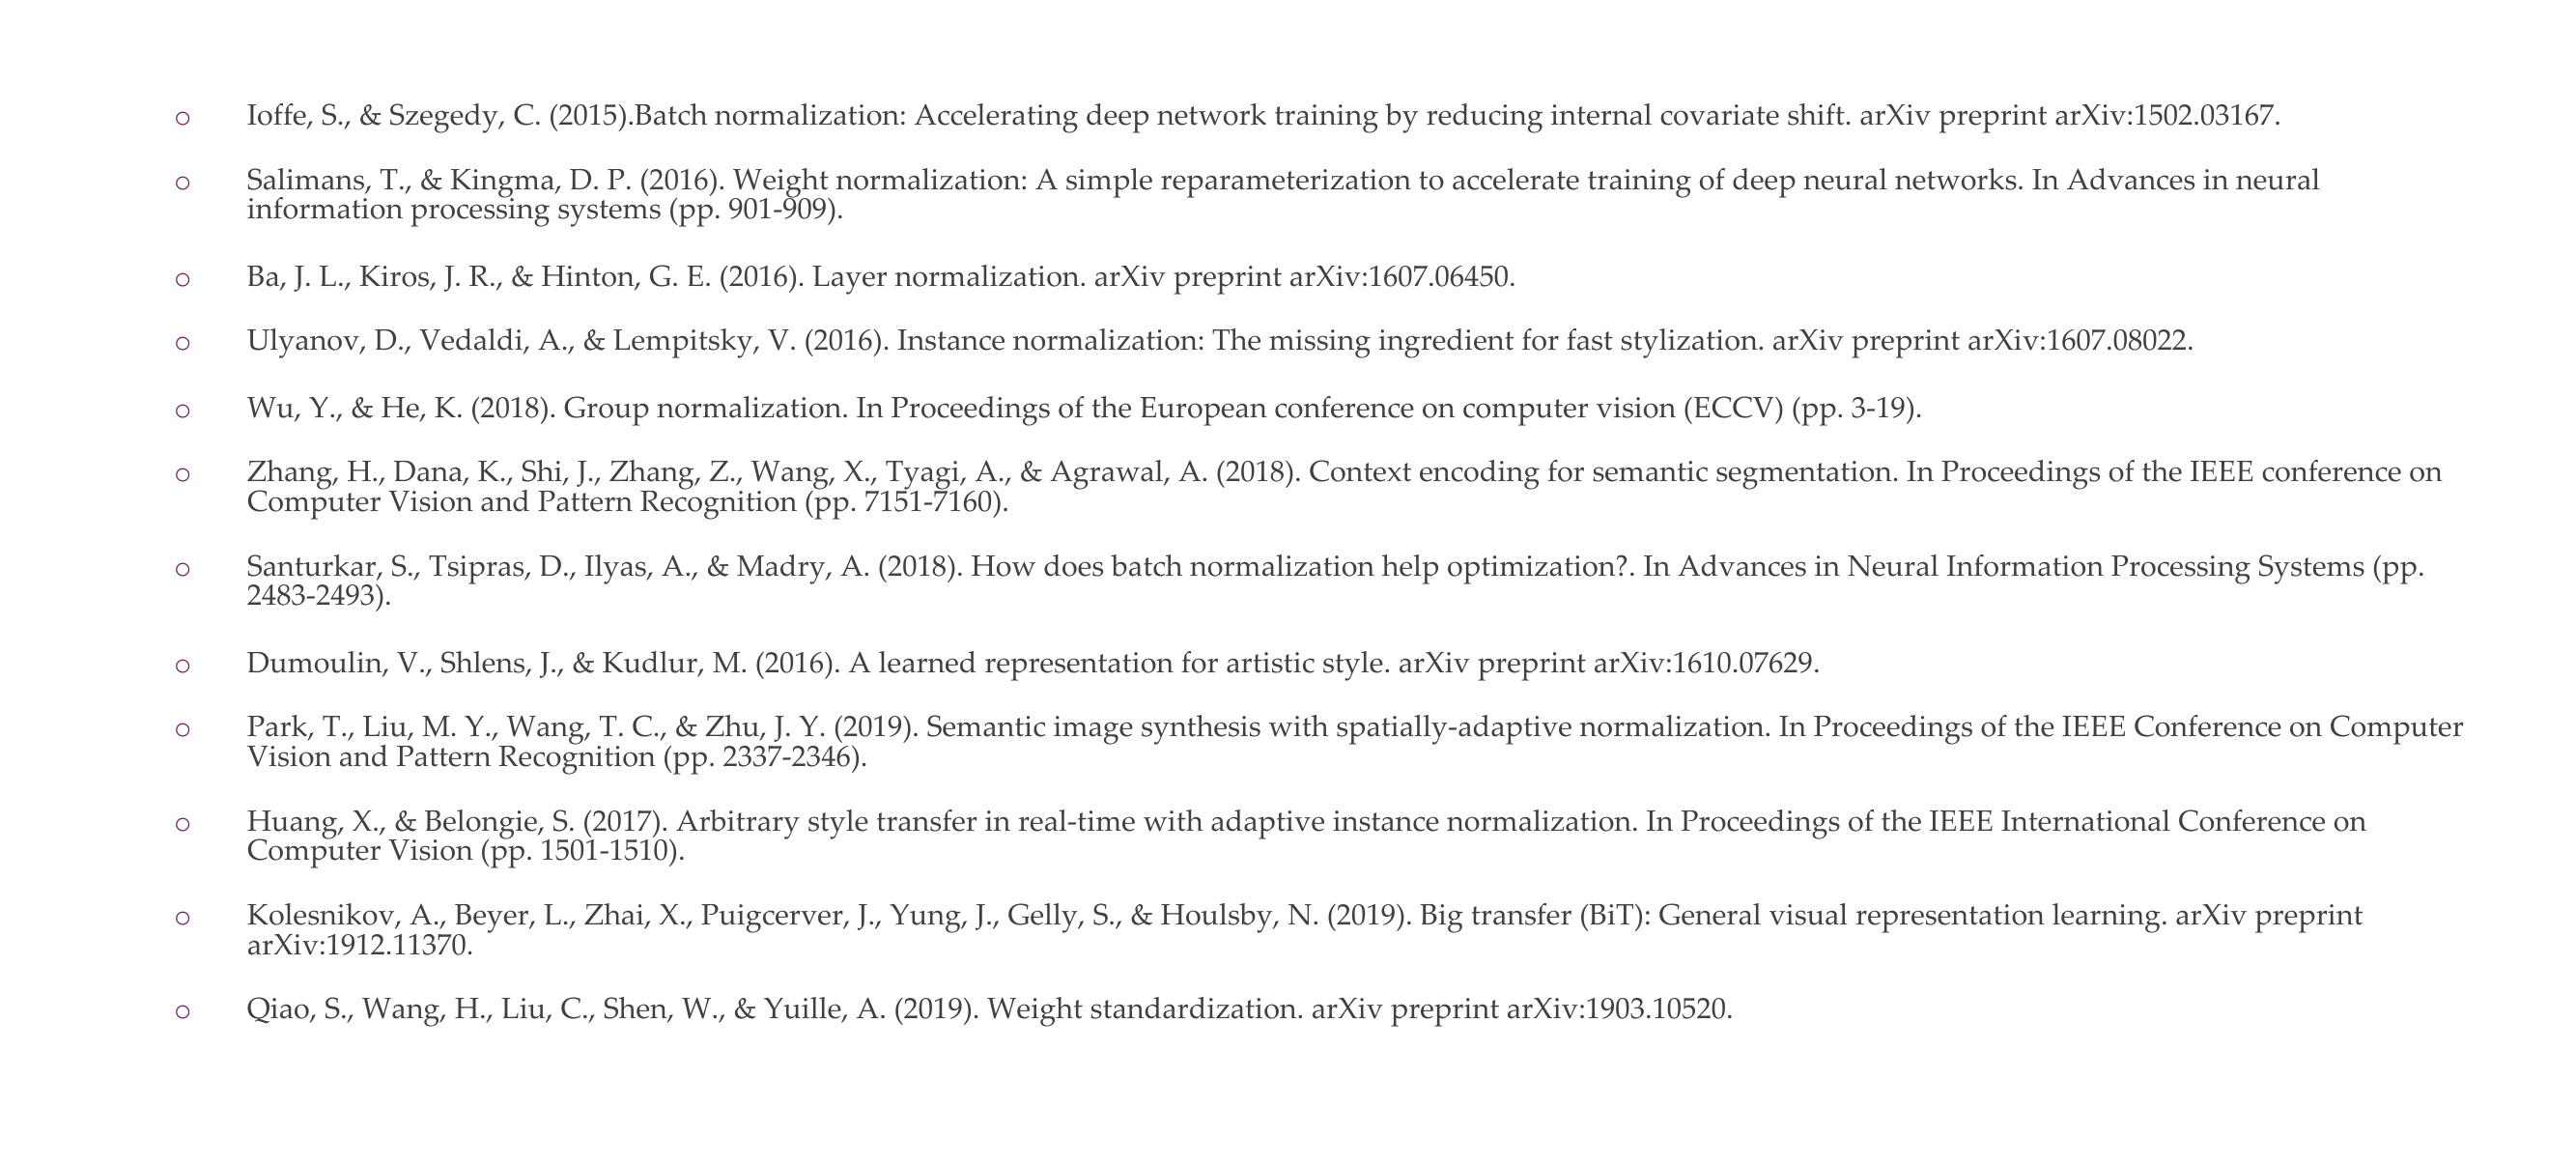 Ioffe, S., & Szegedy, C. (2015).Batch normalization: Accelerating deep network training by reducing internal covariate shift. arXiv preprint arXiv:1502.03167.
Salimans, T., & Kingma, D. P. (2016). Weight normalization: A simple reparameterization to accelerate training of deep neural networks. In Advances in neural
information processing systems (pp. 901-909).
Ba, J. L., Kiros, J. R., & Hinton, G. E. (2016). Layer normalization. arXiv preprint arXiv:1607.06450.
Ulyanov, D., Vedaldi, A., & Lempitsky, V. (2016). Instance normalization: The missing ingredient for fast stylization. arXiv preprint arXiv:1607.08022.
Wu, Y., & He, K. (2018). Group normalization. In Proceedings of the European conference on computer vision (ECCV) (pp. 3-19).
Zhang, H., Dana, K., Shi, J., Zhang, Z., Wang, X., Tyagi, A., & Agrawal, A. (2018). Context encoding for semantic segmentation. In Proceedings of the IEEE conference on
Computer Vision and Pattern Recognition (pp. 7151-7160).
Santurkar, S., Tsipras, D., Ilyas, A., & Madry, A. (2018). How does batch normalization help optimization?. In Advances in Neural Information Processing Systems (pp.
2483-2493).
Dumoulin, V., Shlens, J., & Kudlur, M. (2016). A learned representation for artistic style. arXiv preprint arXiv:1610.07629.
Park, T., Liu, M. Y., Wang, T. C., & Zhu, J. Y. (2019). Semantic image synthesis with spatially-adaptive normalization. In Proceedings of the IEEE Conference on Computer
Vision and Pattern Recognition (pp. 2337-2346).
Huang, X., & Belongie, S. (2017). Arbitrary style transfer in real-time with adaptive instance normalization. In Proceedings of the IEEE International Conference on
Computer Vision (pp. 1501-1510).
Kolesnikov, A., Beyer, L., Zhai, X., Puigcerver, J., Yung, J., Gelly, S., & Houlsby, N. (2019). Big transfer (BiT): General visual representation learning. arXiv preprint
arXiv:1912.11370.
Qiao, S., Wang, H., Liu, C., Shen, W., & Yuille, A. (2019). Weight standardization. arXiv preprint arXiv:1903.10520.